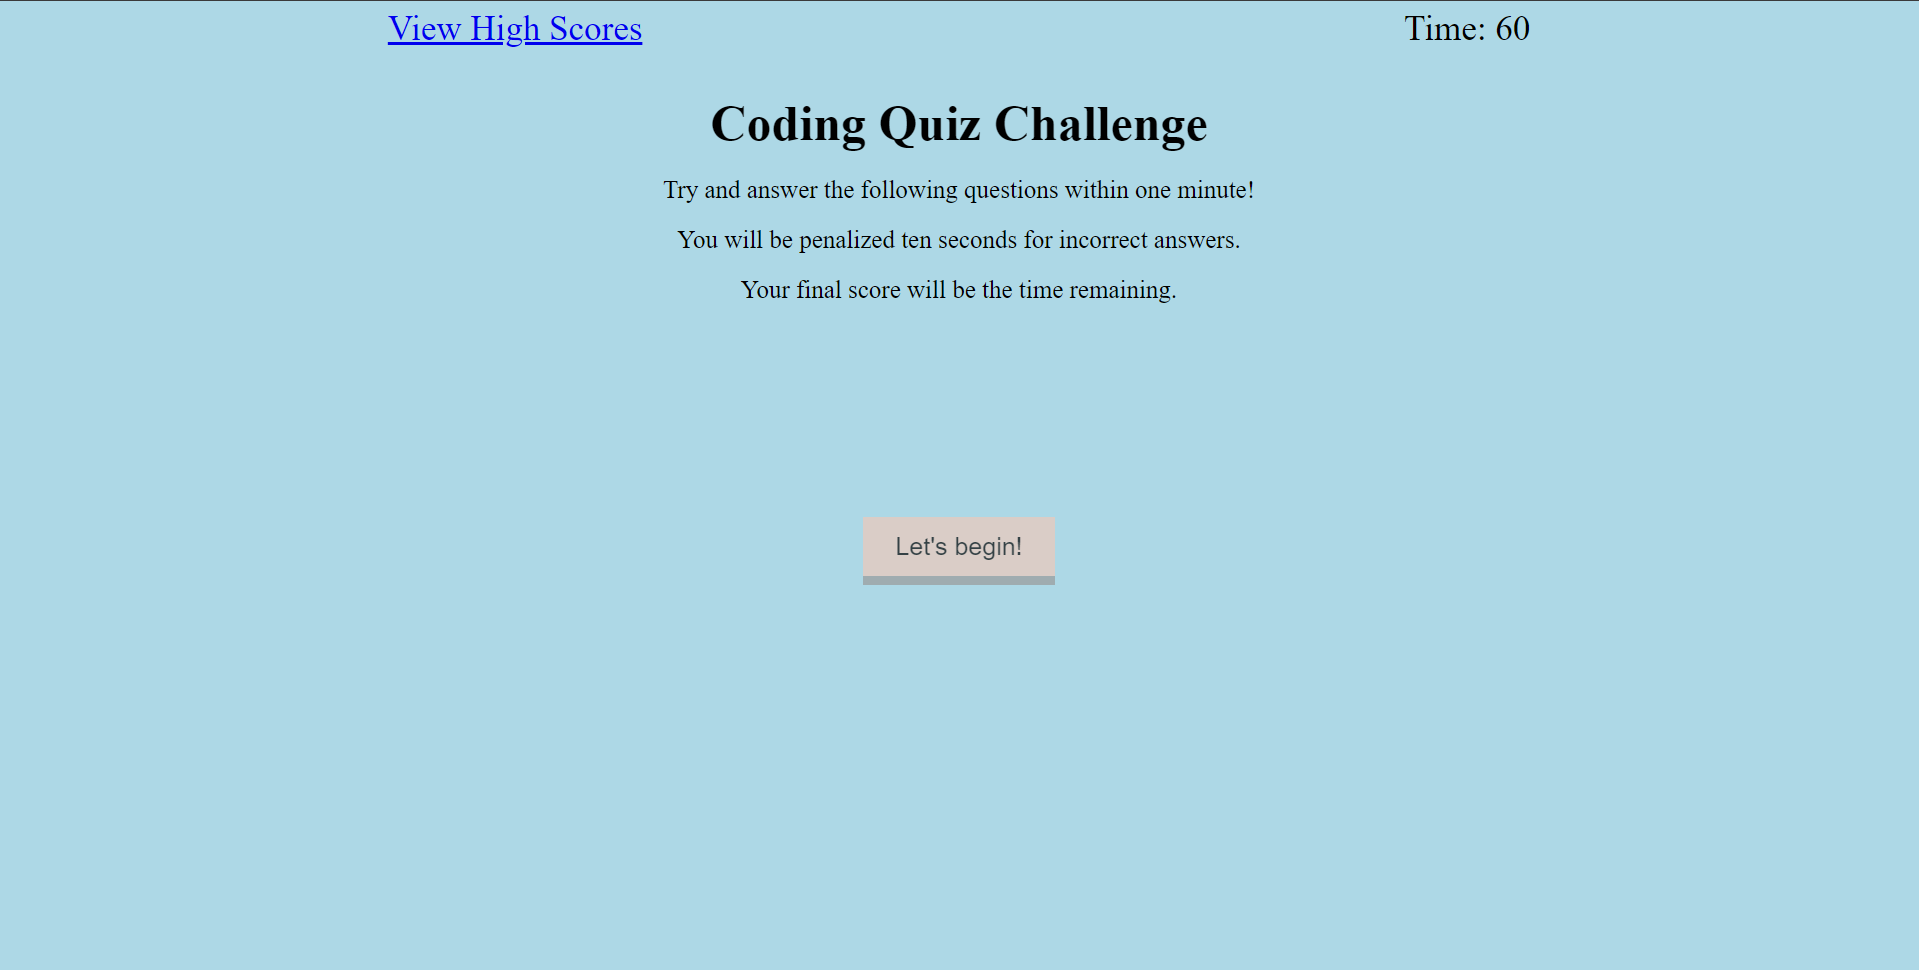 View High Scores
Time: 60
Coding Quiz Challenge
Try and answer the following questions within one minute!
You will be penalized ten seconds for incorrect answers.
Your final score will be the time remaining.
Let's begin!